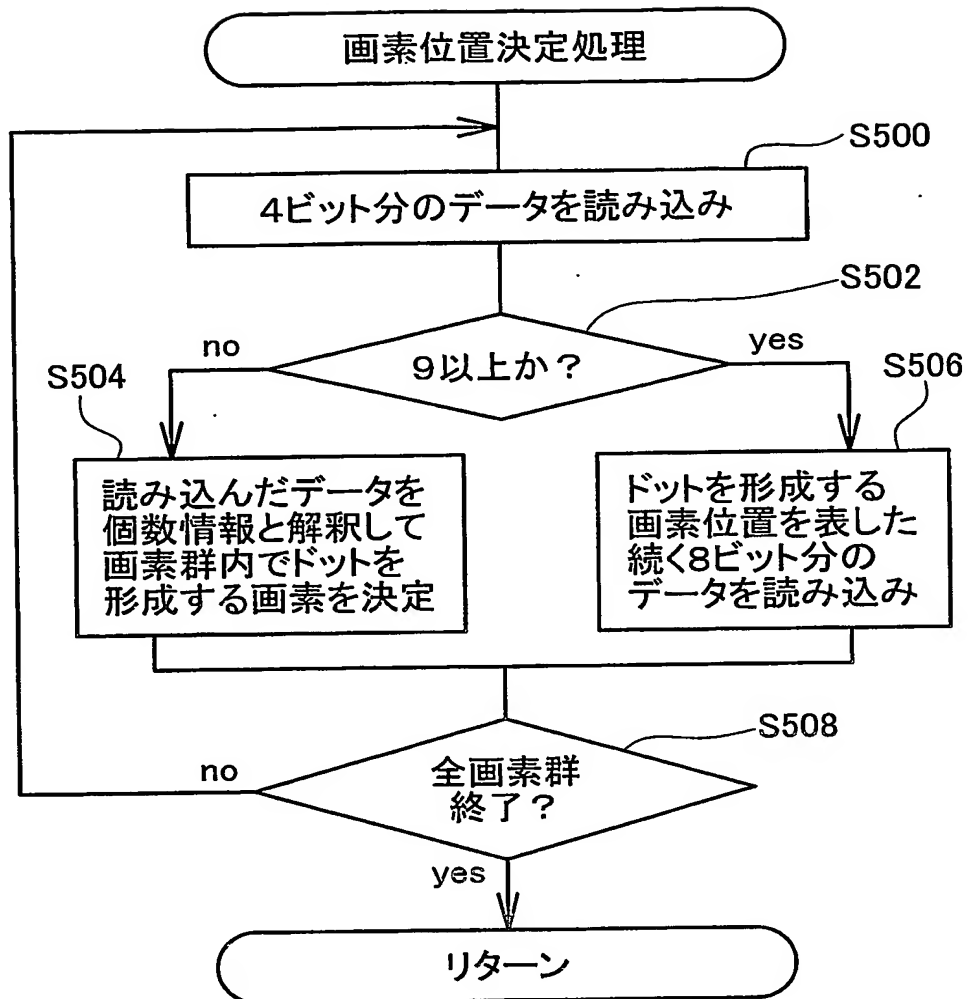 画素位置決定処理
S500
4ビット分のデータを読み込み
S502
no
yes
9以上か？
S504
S506
読み込んだデータを
個数情報と解釈して
画素群内でドットを
形成する画素を決定
ドットを形成する
画素位置を表した
続く8ビット分の
データを読み込み
S508
no
全画素群
終了？
yes
リターン